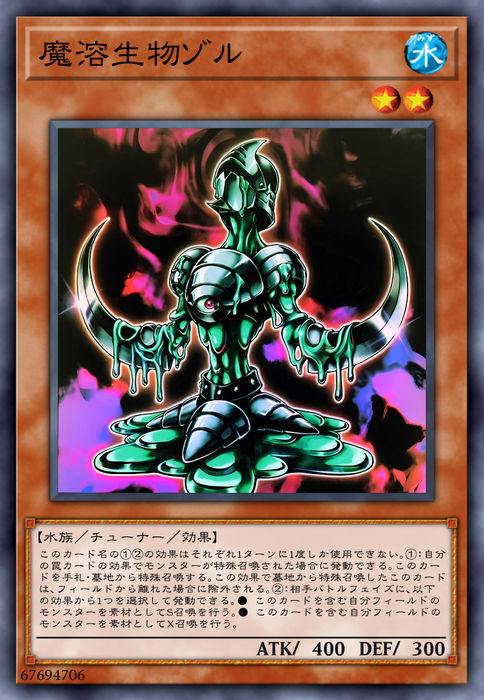 魔溶生物ゾル
みず
水
【水族／チューナー／効果】
このカード名の①②の効果はそれぞれ1ターンに1度しか使用できない。①:自分
の罠カードの効果でモンスターが特殊召喚された場合に発動できる。このカー
ドを手札・墓地から特殊召喚する。この効果で墓地から特殊召喚したこのカード
は、フィールドから離れた場合に除外される。②:相手バトルフェイズに、以下
の効果から1つを選択して発動できる。● このカードを含む自分フィールドの
モンスターを素材としてS召喚を行う。● このカードを含む自分フィールドの
モンスターを素材としてX召喚を行う。
ATK/ 400 DEF/ 300
67694706